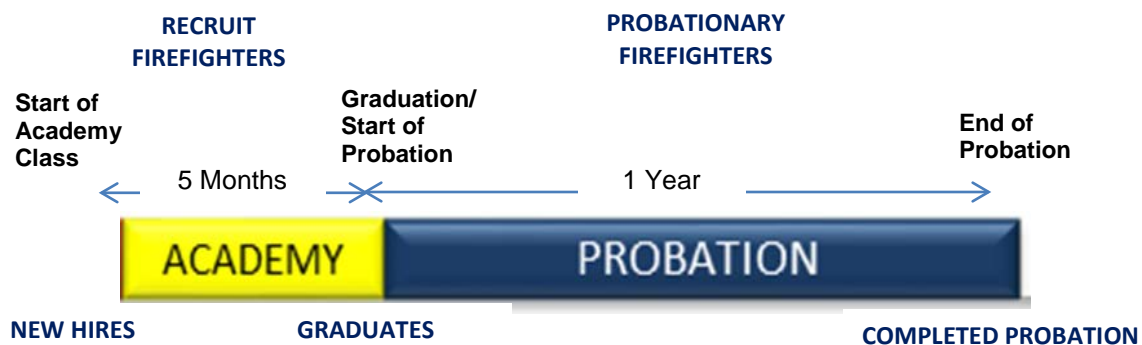 RECRUIT
FIREFIGHTERS
PROBATIONARY
FIREFIGHTERS
Start of
Academy
Class
Graduation/
Start of
Probation
End of
Probation
5 Months
1 Year
ACADEMY
PROBATION
NEW HIRES
GRADUATES
COMPLETED PROBATION